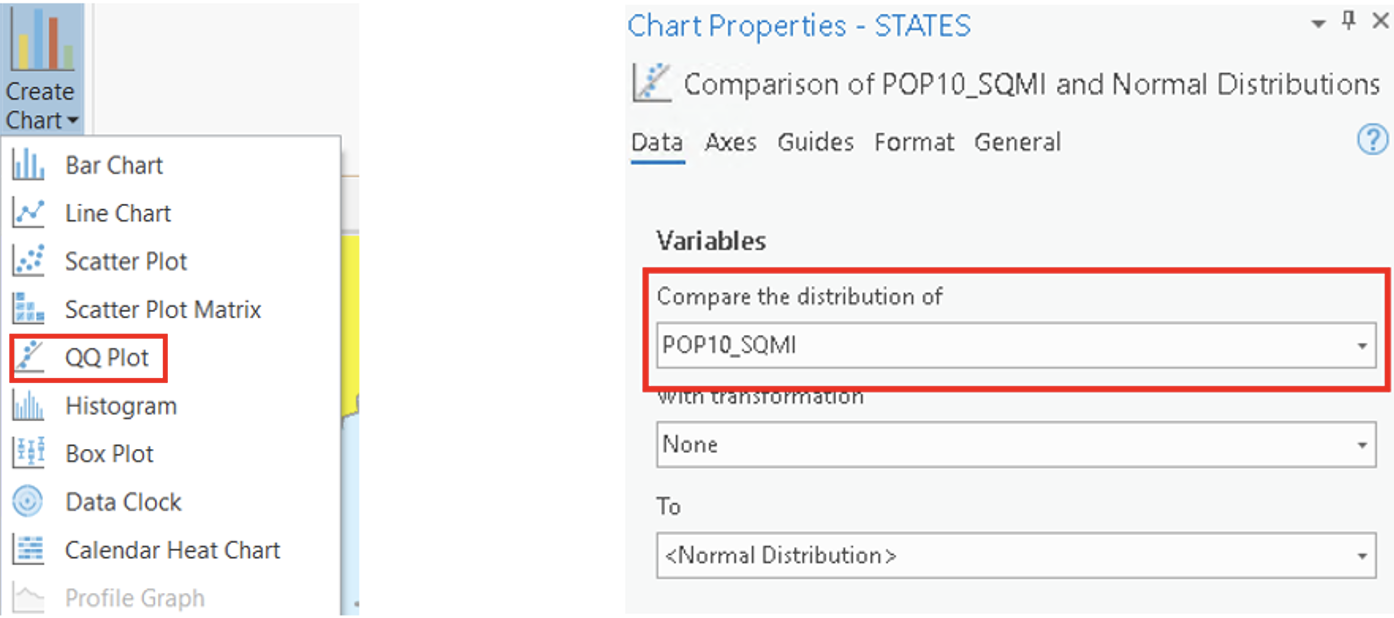 Create
Chart
Bar Chart
Line Chart
Scatter Plot
Scatter Plot Matrix
QQ Plot
Histogram
Box Plot
Data Clock
Calendar Heat Chart
Profile Graph
Chart Properties - STATES
Comparison of POP10_SQMI and Normal Distributions
Data Axes Guides Format General
?
Variables
Compare the distribution of
POP10_SQMI
With transformation
None
To
<Normal Distribution>